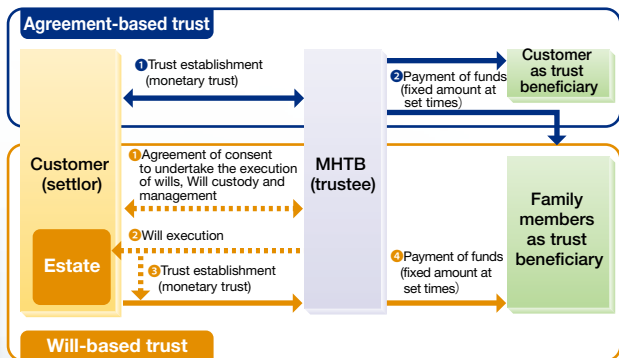 Agreement-based trust
Customer
(settlor)
Estate
❶Trust establishment
(monetary trust)
MHTB
(trustee)
❷Payment of funds
(fixed amount at
set times)
Customer
as trust
beneficiary
❶Agreement of consent
to undertake the execution
of wills, Will custody and
management
❷Will execution
❸Trust establishment
(monetary trust)
❹Payment of funds
(fixed amount at
set times)
Family
members
as trust
beneficiary
Will-based trust